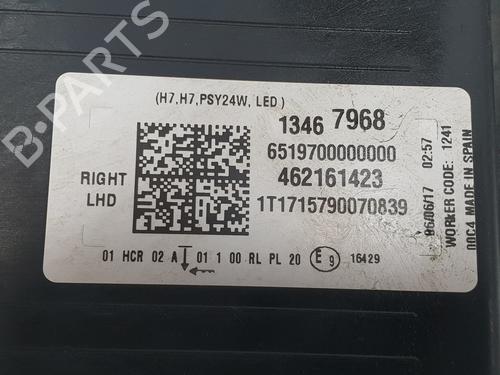 (H7,H7,PSY24W, LED)
1346 7968
6519700000000
462161423
1T1715790070839
RIGHT
LHD
01 HCR 02 A 01 1 00 RL PL 20 E 9 16429
06/06/17 02:57
WORKER CODE: 1241
00C4 MADE IN SPAIN
B PARTS